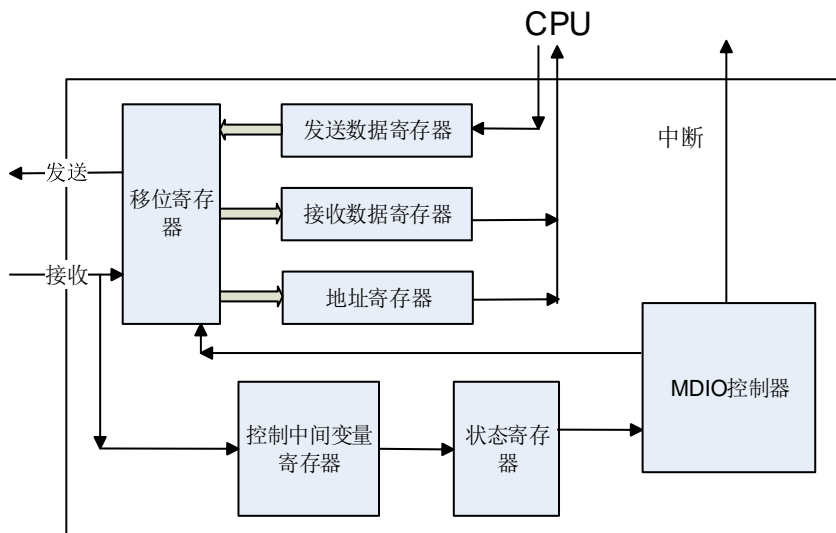 CPU
发送数据寄存器
中断
发送
移位寄存
器
接收数据寄存器
接收
地址寄存器
MDIO控制器
控制中间变量
寄存器
状态寄存
器